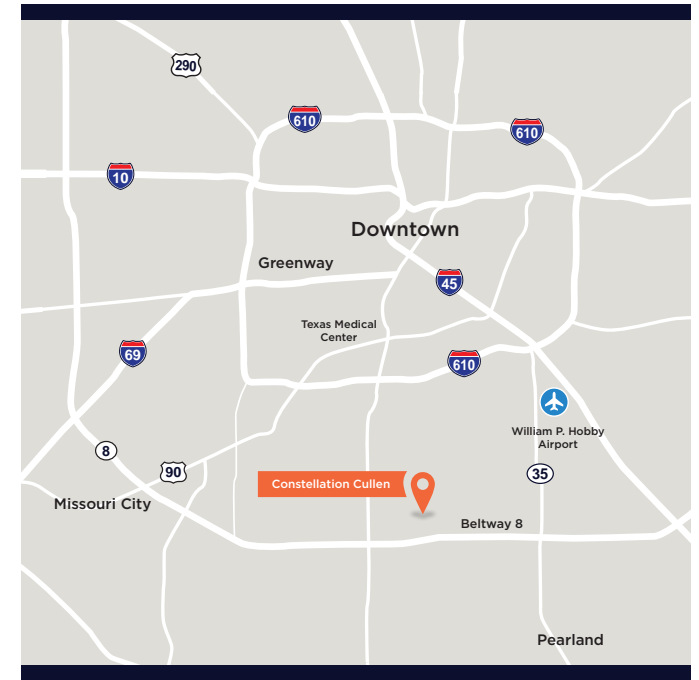 290
610
610
10
Downtown
Greenway
45
Texas Medical
Center
69
610
William P. Hobby
Airport
8
90
35
Constellation Cullen
Missouri City
Beltway 8
Pearland